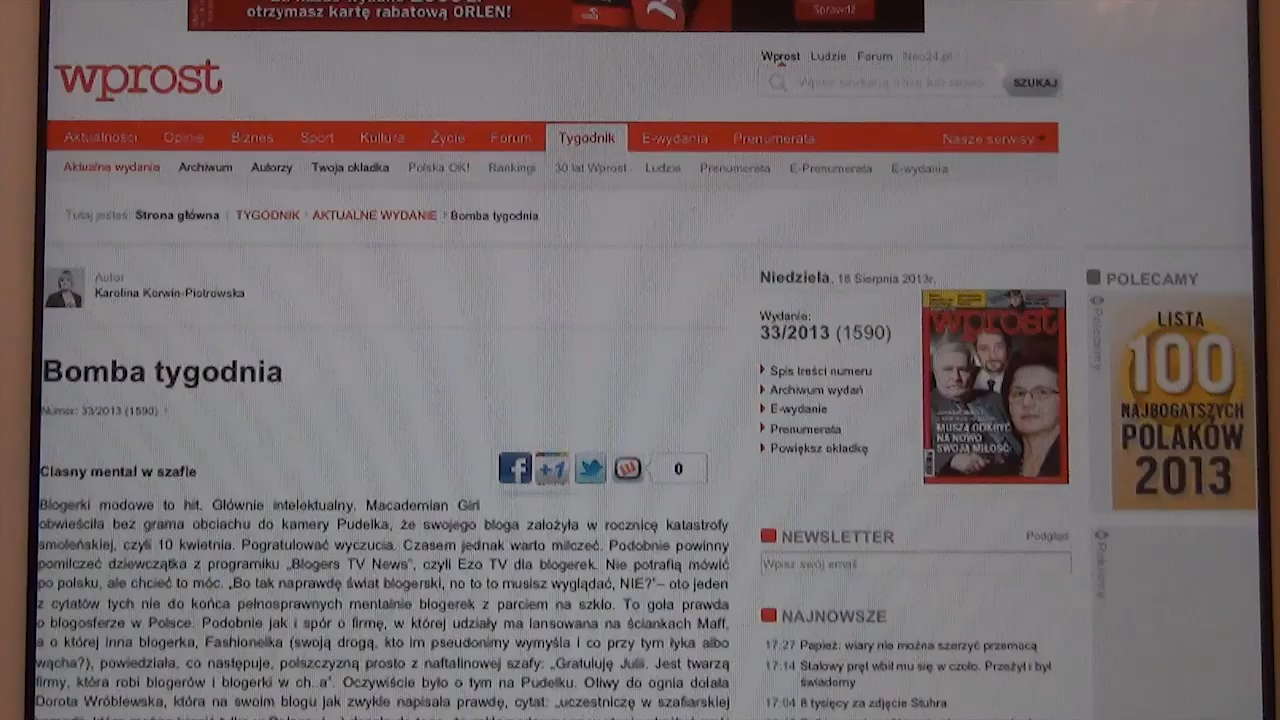 otrzymasz kartę rabatową ORLEN!
Sprawdź
wprost
Wprost Ludzie Forum Neo24.pl
SZUKAJ
Aktualności Opinie Biznes Sport Kultura Życie Forum Tygodnik E-wydania Prenumerata Nasze serwisy
Aktualne wydanie Archiwum Autorzy Twoja okładka Polska OK! Rankingi 30 lat Wprost Ludzie Prenumerata E-Prenumerata E-wydania
Tutaj jesteś: Strona główna TYGODNIK AKTUALNE WYDANIE Bomba tygodnia
Autor
Karolina Korwin-Piotrowska
Bomba tygodnia
Numer: 33/2013 (1590)
Ciasny mental w szafie
+1
0
Blogerki modowe to hit. Głównie intelektualny. Macademian Girl
obwieściła bez grama obciachu do kamery Pudelka, że swojego bloga założyła w rocznicę katastrofy
smoleńskiej, czyli 10 kwietnia. Pogratulować wyczucia. Czasem jednak warto milczeć. Podobnie powinny
pomilczeć dziewczątka z programiku „Blogers TV News”, czyli Ezo TV dla blogerek. Nie potrafią mówić
po polsku, ale chcieć to móc. „Bo tak naprawdę świat blogerski, no to to musisz wyglądać, NIE?”– oto jeden
z cytatów tych nie do końca pełnosprawnych mentalnie blogerek z parciem na szkło. To goła prawda
o blogosferze w Polsce. Podobnie jak i spór o firmę, w której udziały ma lansowana na ściankach Maff,
a o której inna blogerka, Fashionelka (swoją drogą, kto im pseudonimy wymyśla i co przy tym łyka albo
wącha?), powiedziała, co następuje, polszczyzną prosto z naftalinowej szafy: „Gratuluję Julii. Jest twarzą
firmy, która robi blogerów i blogerki w ch..a”. Oczywiście było o tym na Pudelku. Oliwy do ognia dolała
Dorota Wróblewska, która na swoim blogu jak zwykle napisała prawdę, cytat: „uczestniczę w szafiarskiej
Niedziela, 18 Sierpnia 2013r.
Wydanie:
33/2013 (1590)
Spis treści numeru
Archiwum wydań
E-wydanie
Prenumerata
Powiększ okładkę
wprost
MUSZĄ ODKRYĆ
NA NOWO
SWOJĄ MIŁOŚĆ
NEWSLETTER Podgląd
Wpisz swój email
NAJNOWSZE
17:27 Papież: wiary nie można szerzyć przemocą
17:14 Stalowy pręt wbił mu się w czoło. Przeżył i był
świadomy
17:04 8 tysięcy za zdjęcie Stuhra
POLECAMY
Polecamy
LISTA
100
NAJBOGATSZYCH
POLAKÓW
2013